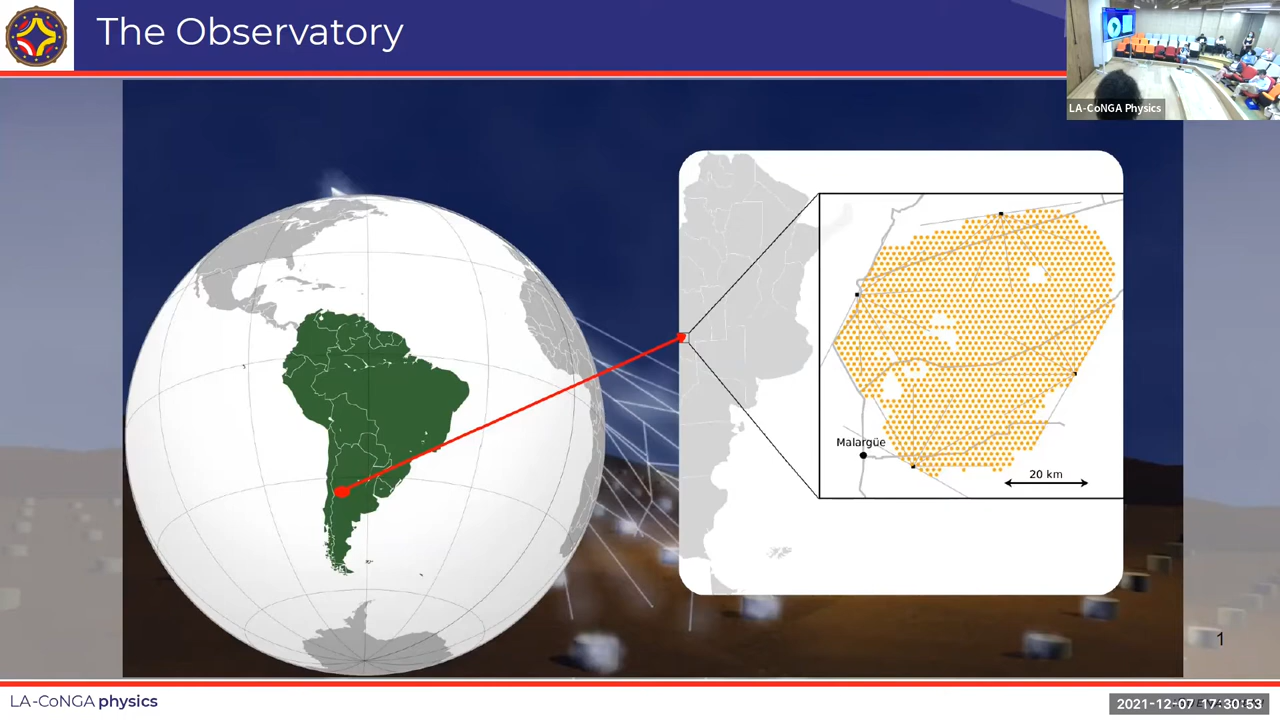 The Observatory
LA-CoNGA Physics
Malargüe
20 km
1
LA-CoNGA physics
2021-12-07 17:30:53